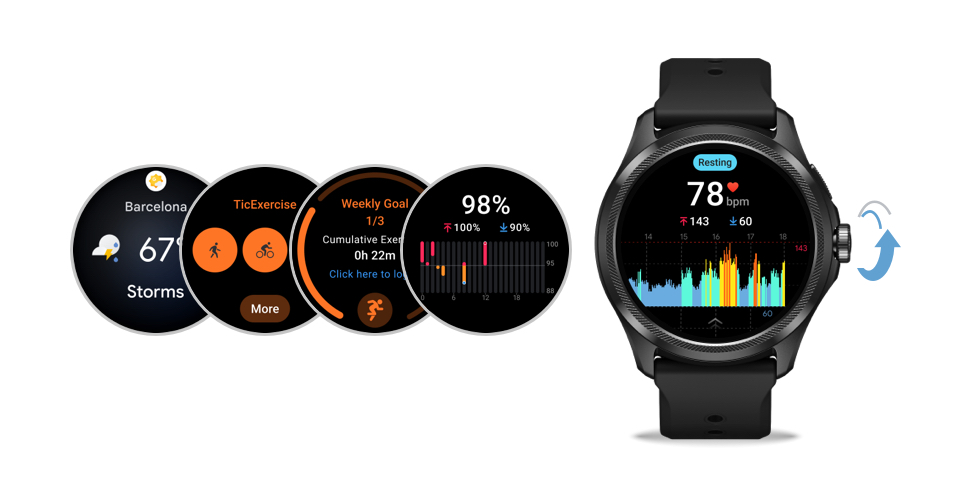 Barcelona
67°
Storms
TicExercise
More
Weekly Goal
1/3
Cumulative Exer
0h 22m
Click here to lo
98%
100% 90%
100
95
88
0 6 12 18
Resting
78 bpm
143 60
14 15 16 17 18
143
60